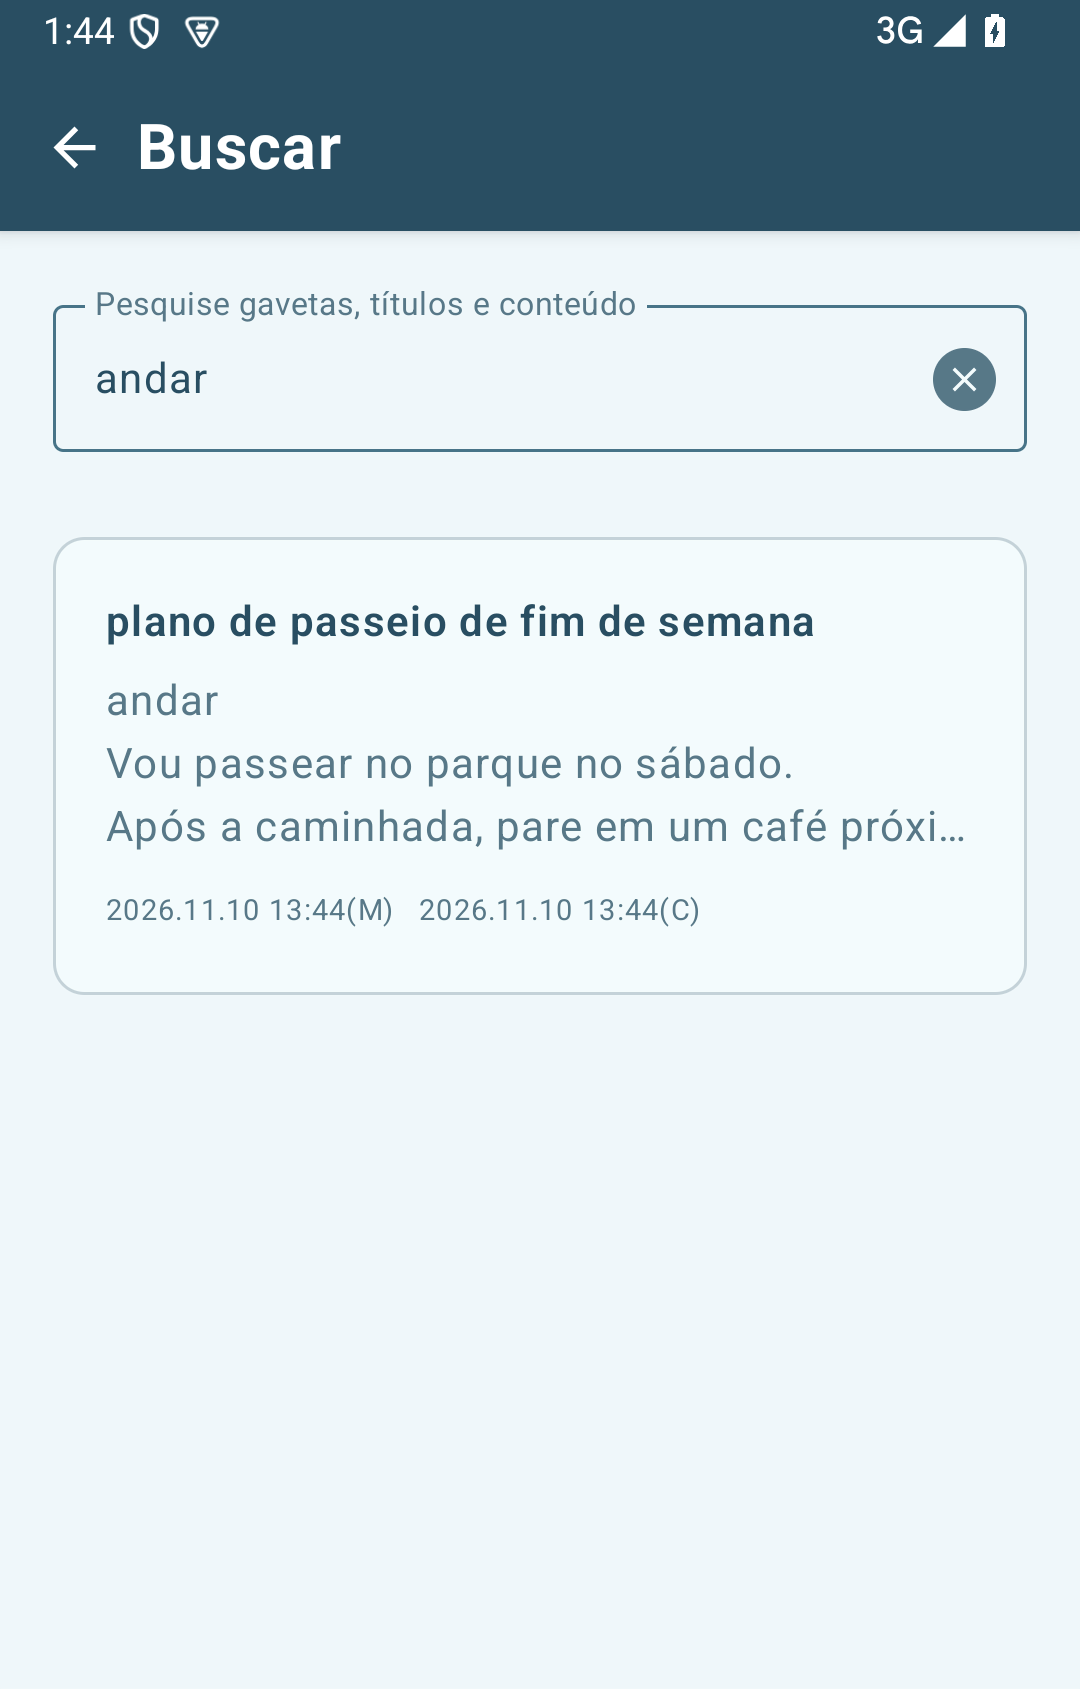 1:44
3G
Buscar
Pesquise gavetas, títulos e conteúdo
andar
plano de passeio de fim de semana
andar
Vou passear no parque no sábado.
Após a caminhada, pare em um café próxi…
2026.11.10 13:44(M) 2026.11.10 13:44(C)